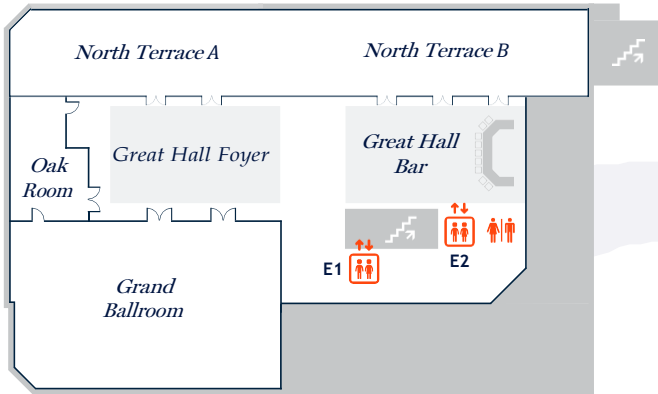 North Terrace A
North Terrace B
Great Hall Foyer
Great Hall
Bar
Oak
Room
E1
E2
Grand
Ballroom